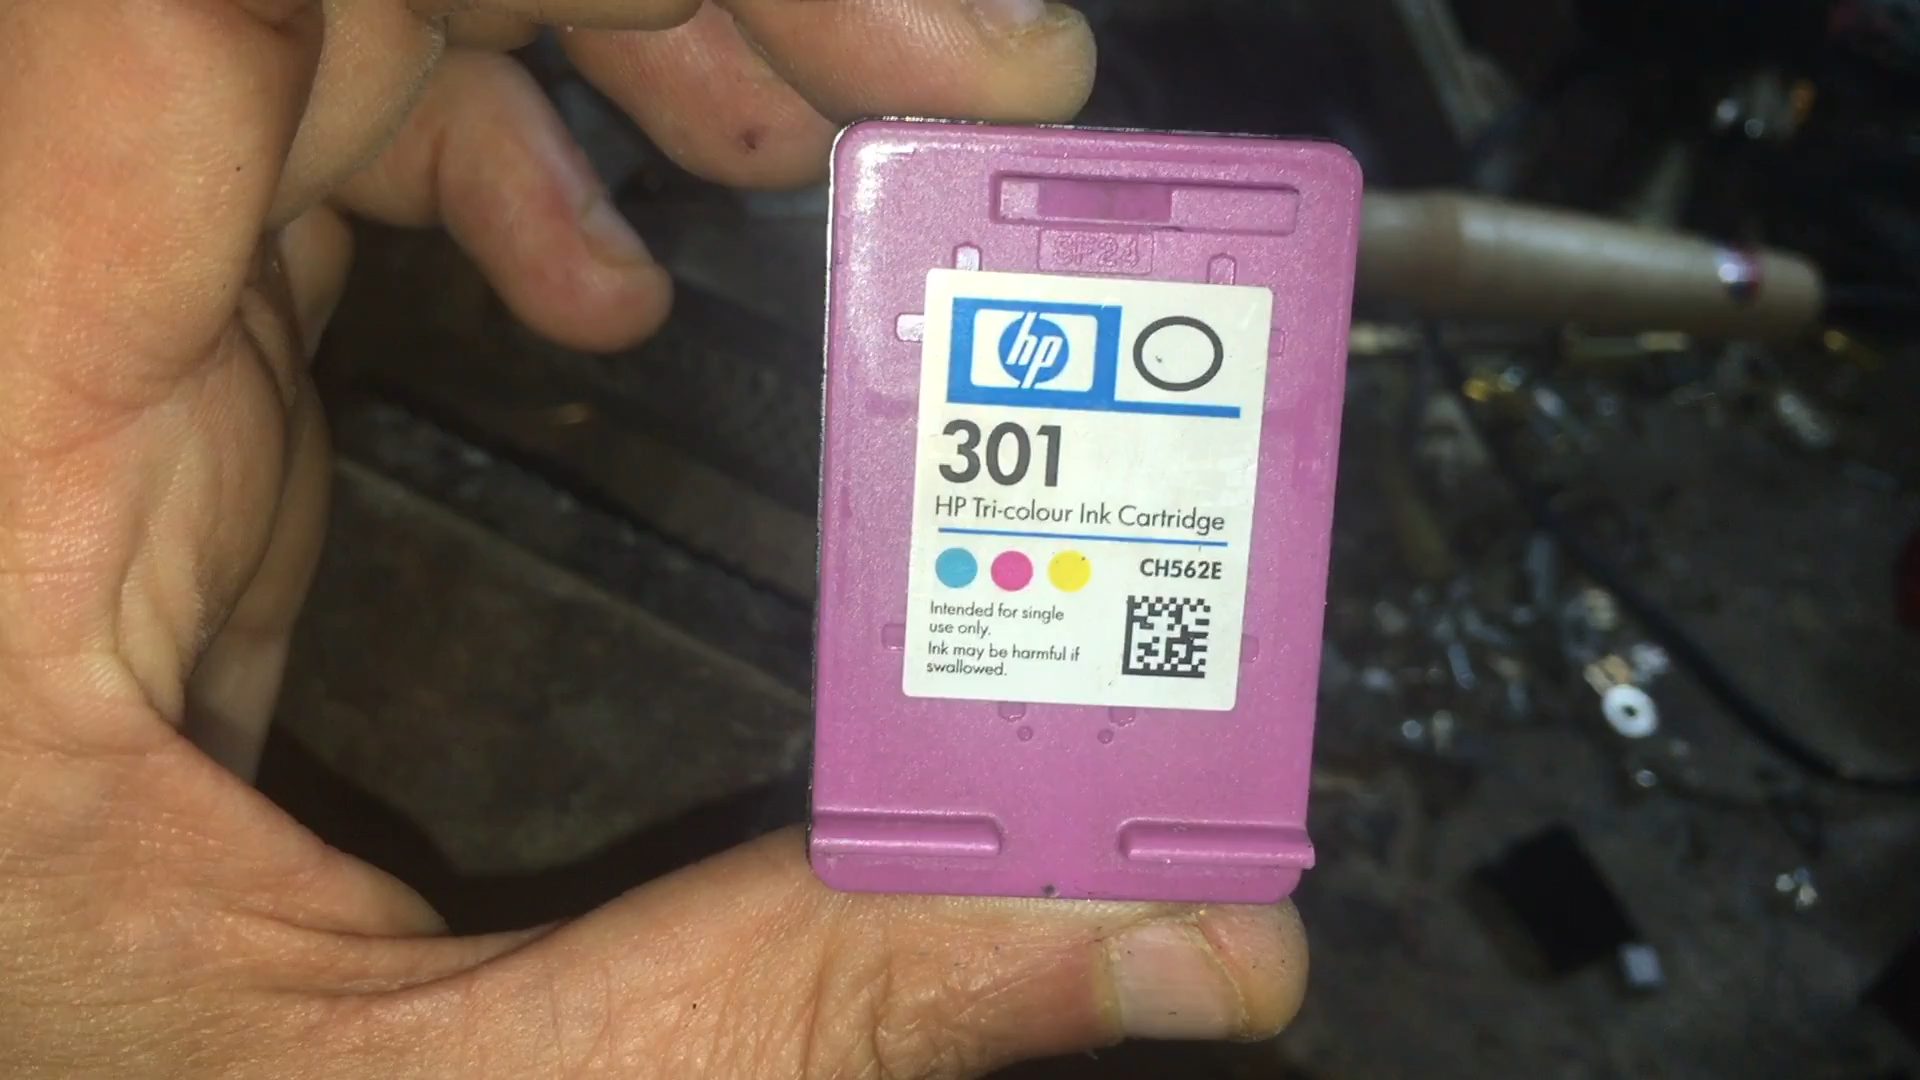 SF24
hp
301
HP Tri-colour Ink Cartridge
CH562E
Intended for single
use only.
Ink may be harmful if
swallowed.